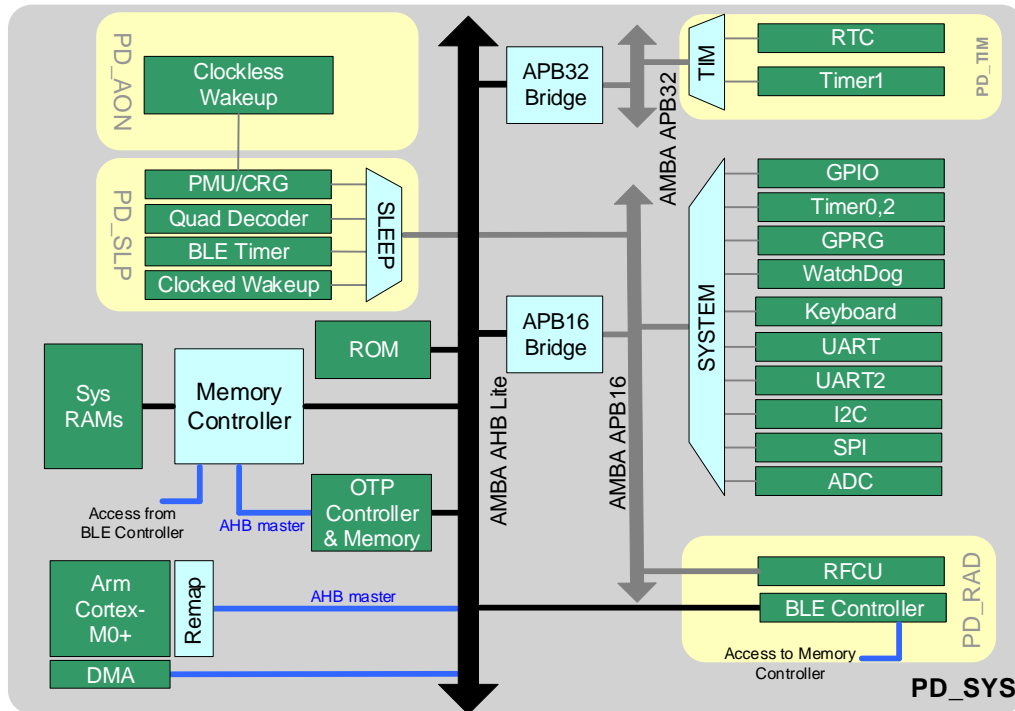 PD_AON
Clockless
Wakeup
PD_SLP
PMU/CRG
Quad Decoder
BLE Timer
Clocked Wakeup
SLEEP
ROM
Sys
RAMs
Memory
Controller
Access from
BLE Controller
AHB master
OTP
Controller
& Memory
Arm
Cortex-
M0+
Remap
AHB master
DMA
AMBA AHB Lite
APB32
Bridge
AMBA APB32
TIM
RTC
Timer1
PD_TIM
APB16
Bridge
AMBA APB16
SYSTEM
GPIO
Timer0,2
GPRG
WatchDog
Keyboard
UART
UART2
I2C
SPI
ADC
RFCU
BLE Controller
PD_RAD
Access to Memory
Controller
PD_SYS